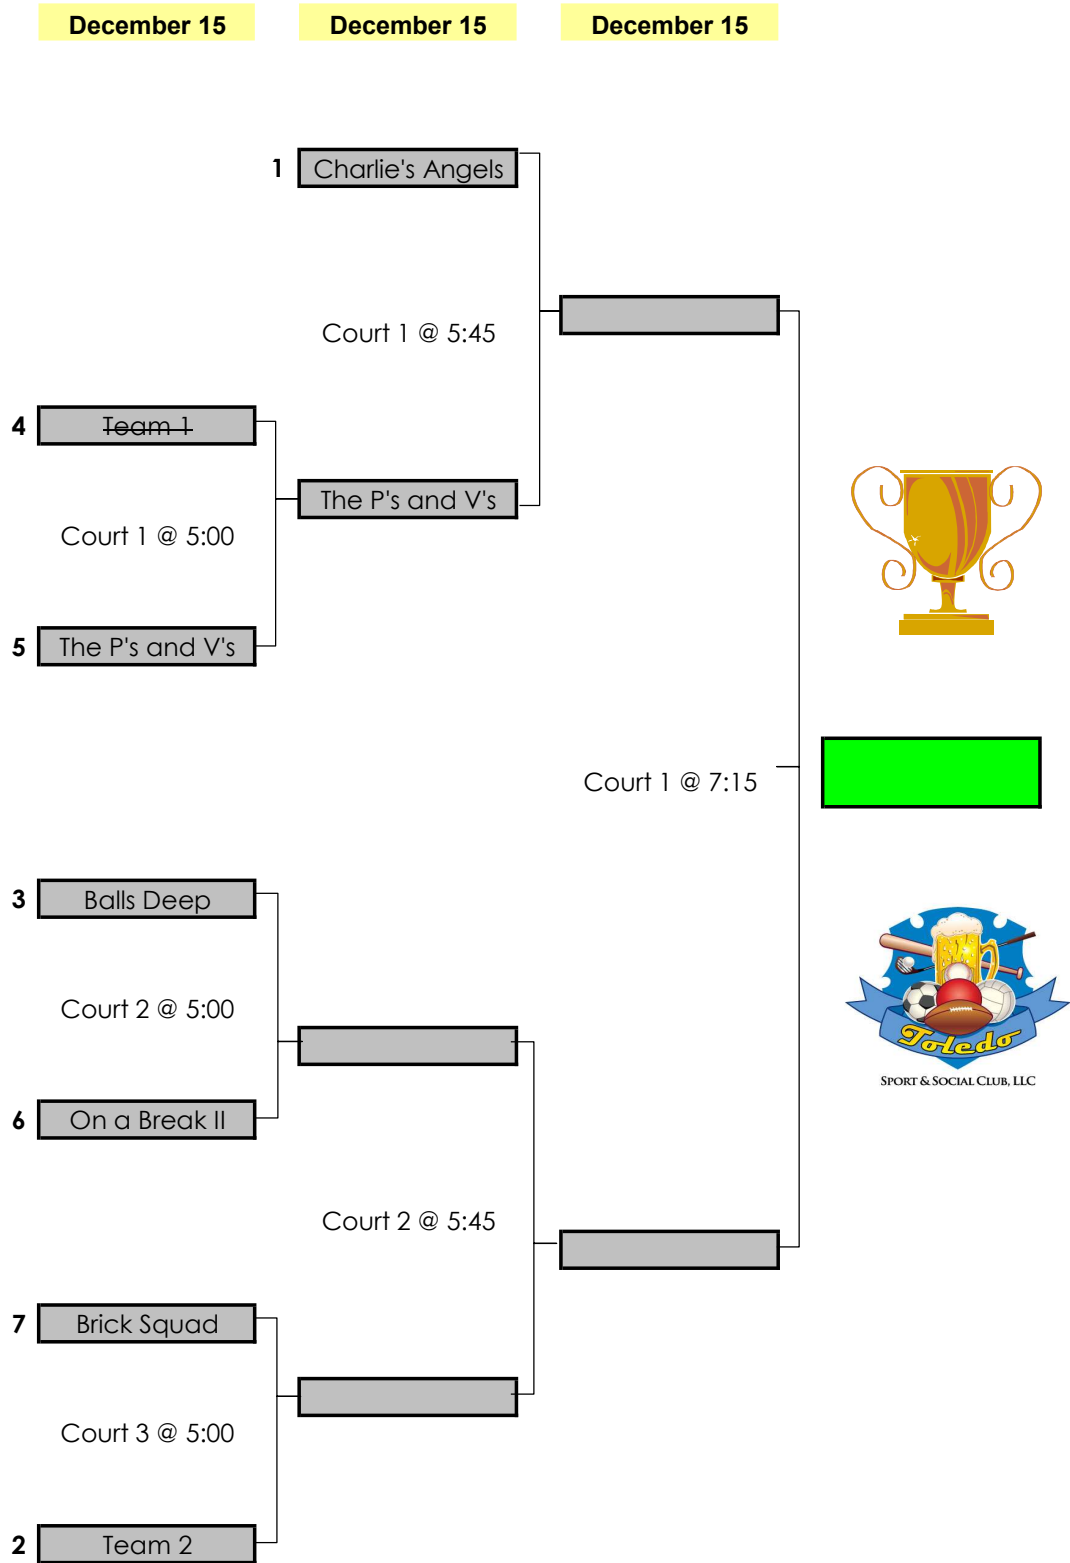 December 15 December 15 December 15
1 Charlie's Angels
Court 1 @ 5:45
4 Team 1
The P's and V's
Court 1 @ 5:00
5 The P's and V's
Court 1 @ 7:15
3 Balls Deep
Court 2 @ 5:00
Toledo
SPORT & SOCIAL CLUB, LLC
6 On a Break II
Court 2 @ 5:45
7 Brick Squad
Court 3 @ 5:00
2 Team 2